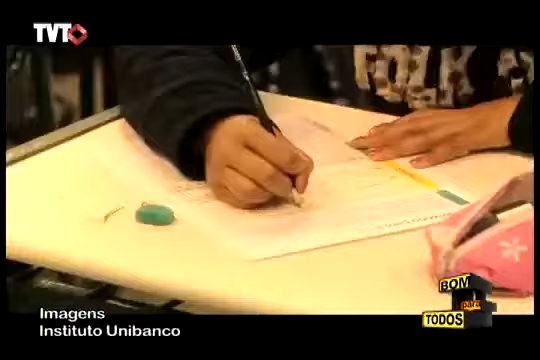 TVT
FOLK
BOM
para
TODOS
Imagens
Instituto Unibanco